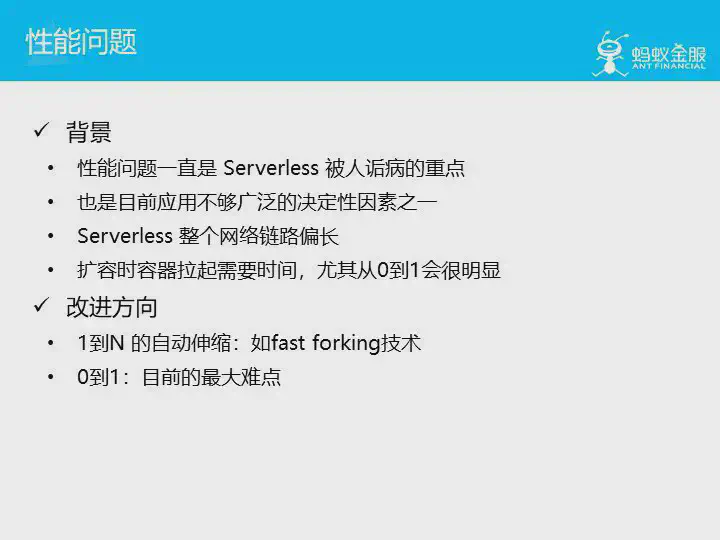 性能问题
蚂蚁金服
ANT FINANCIAL
✓ 背景
• 性能问题一直是 Serverless 被人诟病的重点
• 也是目前应用不够广泛的决定性因素之一
• Serverless 整个网络链路偏长
• 扩容时容器拉起需要时间，尤其从0到1会很明显
✓ 改进方向
• 1到N 的自动伸缩：如fast forking技术
• 0到1：目前的最大难点